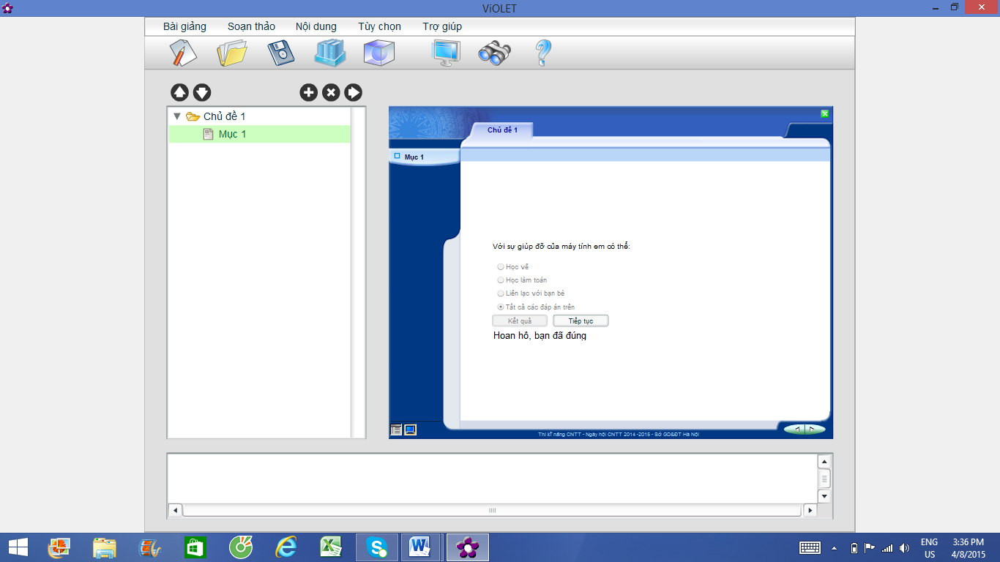 ViOLET
Bài giảng Soạn thảo Nội dung Tùy chọn Trợ giúp
Chủ đề 1
Mục 1
Chủ đề 1
Mục 1
Với sự giúp đỡ của máy tính em có thể:
Học vẽ
Học làm toán
Liên lạc với bạn bè
Tất cả các đáp án trên
Kết quả Tiếp tục
Hoan hô, bạn đã đúng
Thi kĩ năng CNTT - Ngày hội CNTT 2014 -2015 - Sở GD&ĐT Hà Nội
ENG 3:36 PM
US 4/8/2015